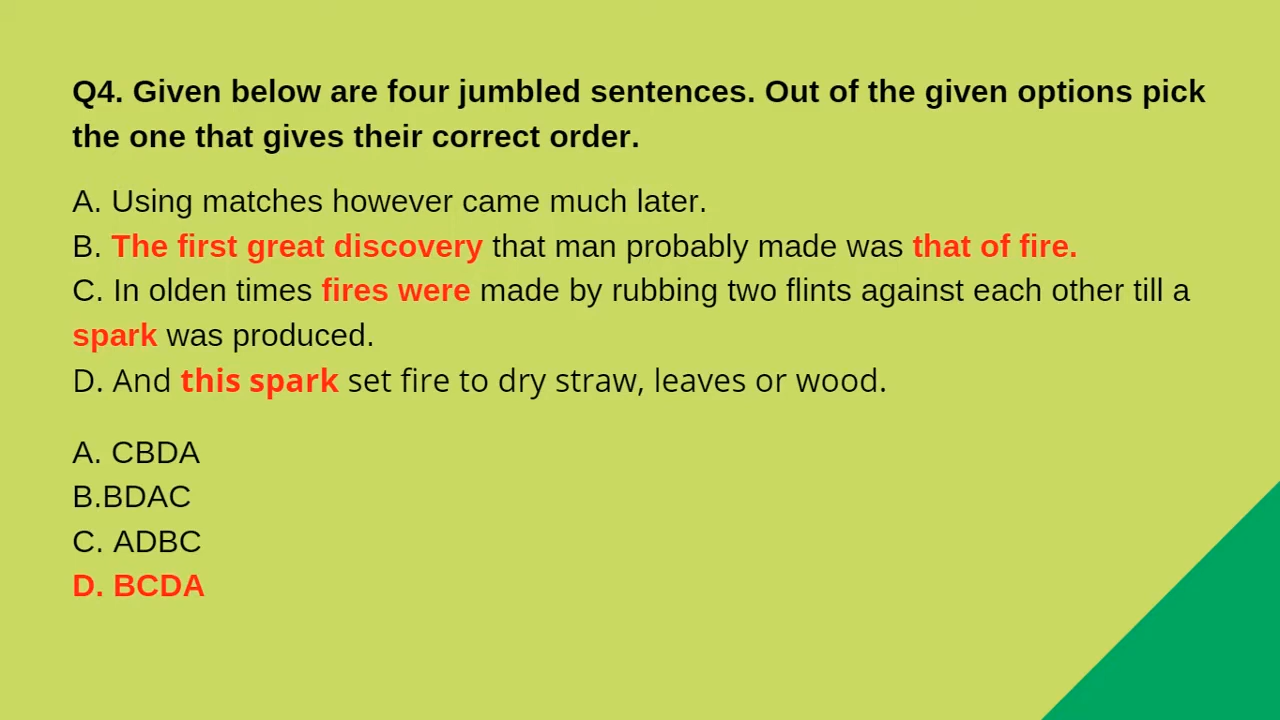 Q4. Given below are four jumbled sentences. Out of the given options pick
the one that gives their correct order.
A. Using matches however came much later.
B. The first great discovery that man probably made was that of fire.
C. In olden times fires were made by rubbing two flints against each other till a
spark was produced.
D. And this spark set fire to dry straw, leaves or wood.
A. CBDA
B.BDAC
C. ADBC
D. BCDA